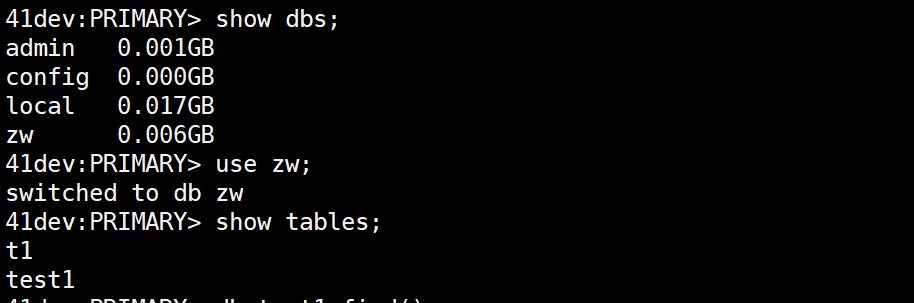 41dev:PRIMARY> show dbs;
admin   0.001GB
config  0.000GB
local   0.017GB
zw      0.006GB
41dev:PRIMARY> use zw;
switched to db zw
41dev:PRIMARY> show tables;
t1
test1